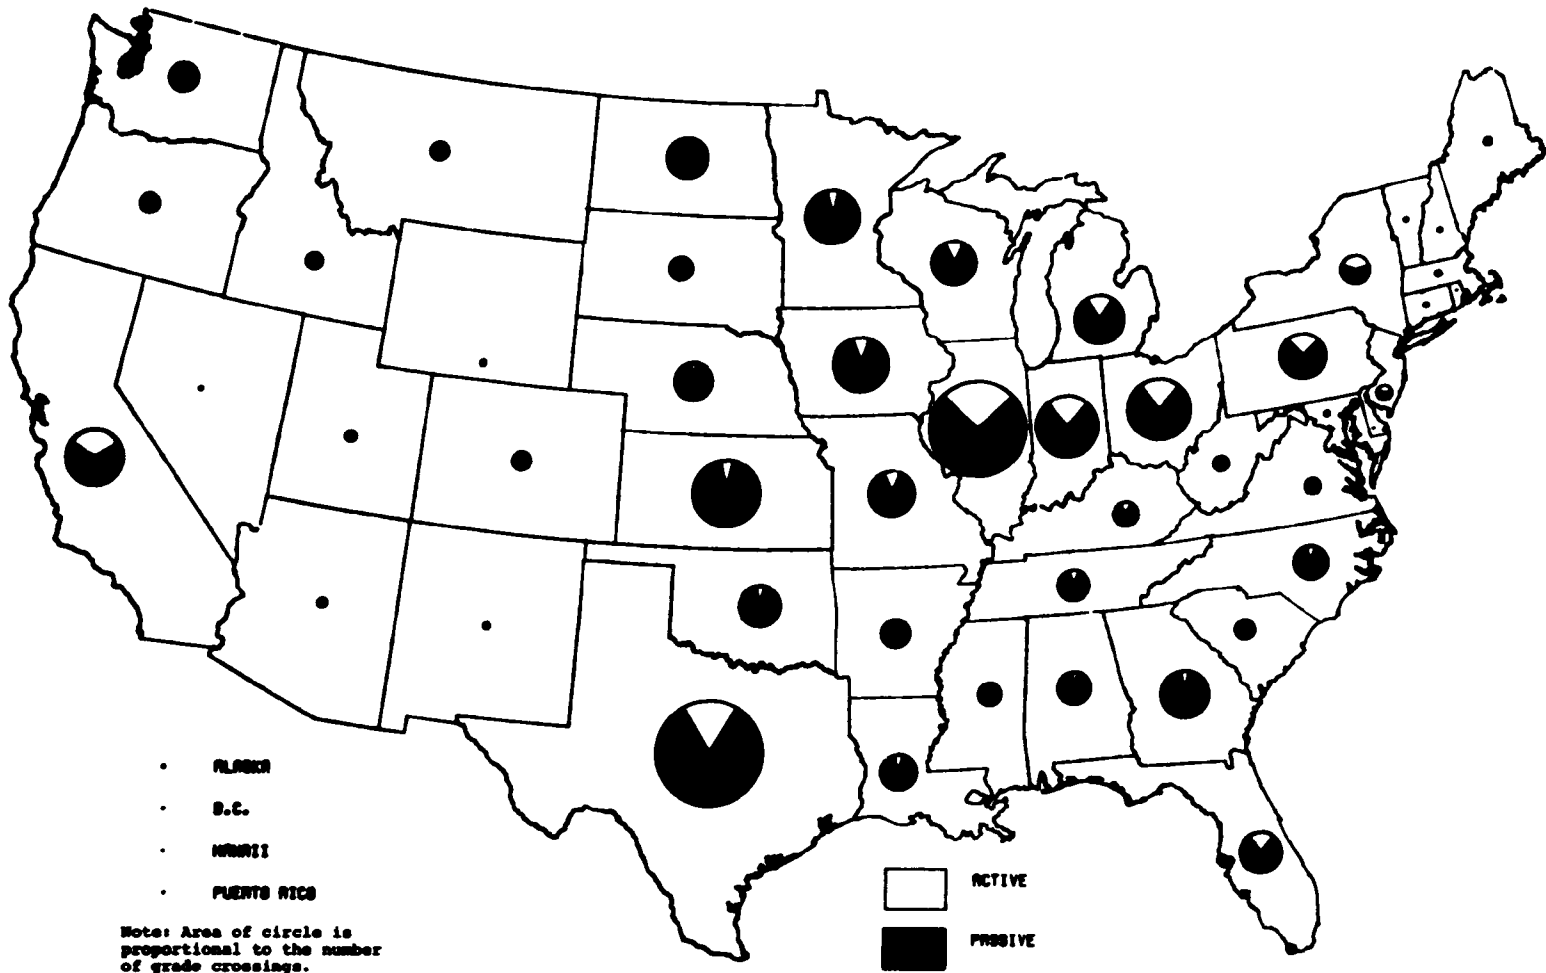 ALASKA
D.C.
HAWAII
PUERTO RICO
Note: Area of circle is
proportional to the number
of grade crossings.
ACTIVE
PASSIVE